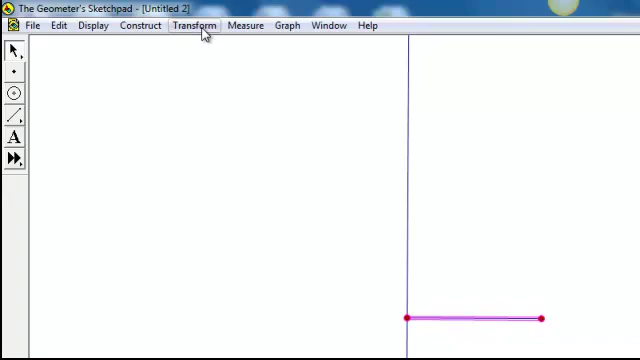 The Geometer's Sketchpad - [Untitled 2]
File Edit Display Construct Transform Measure Graph Window Help
A